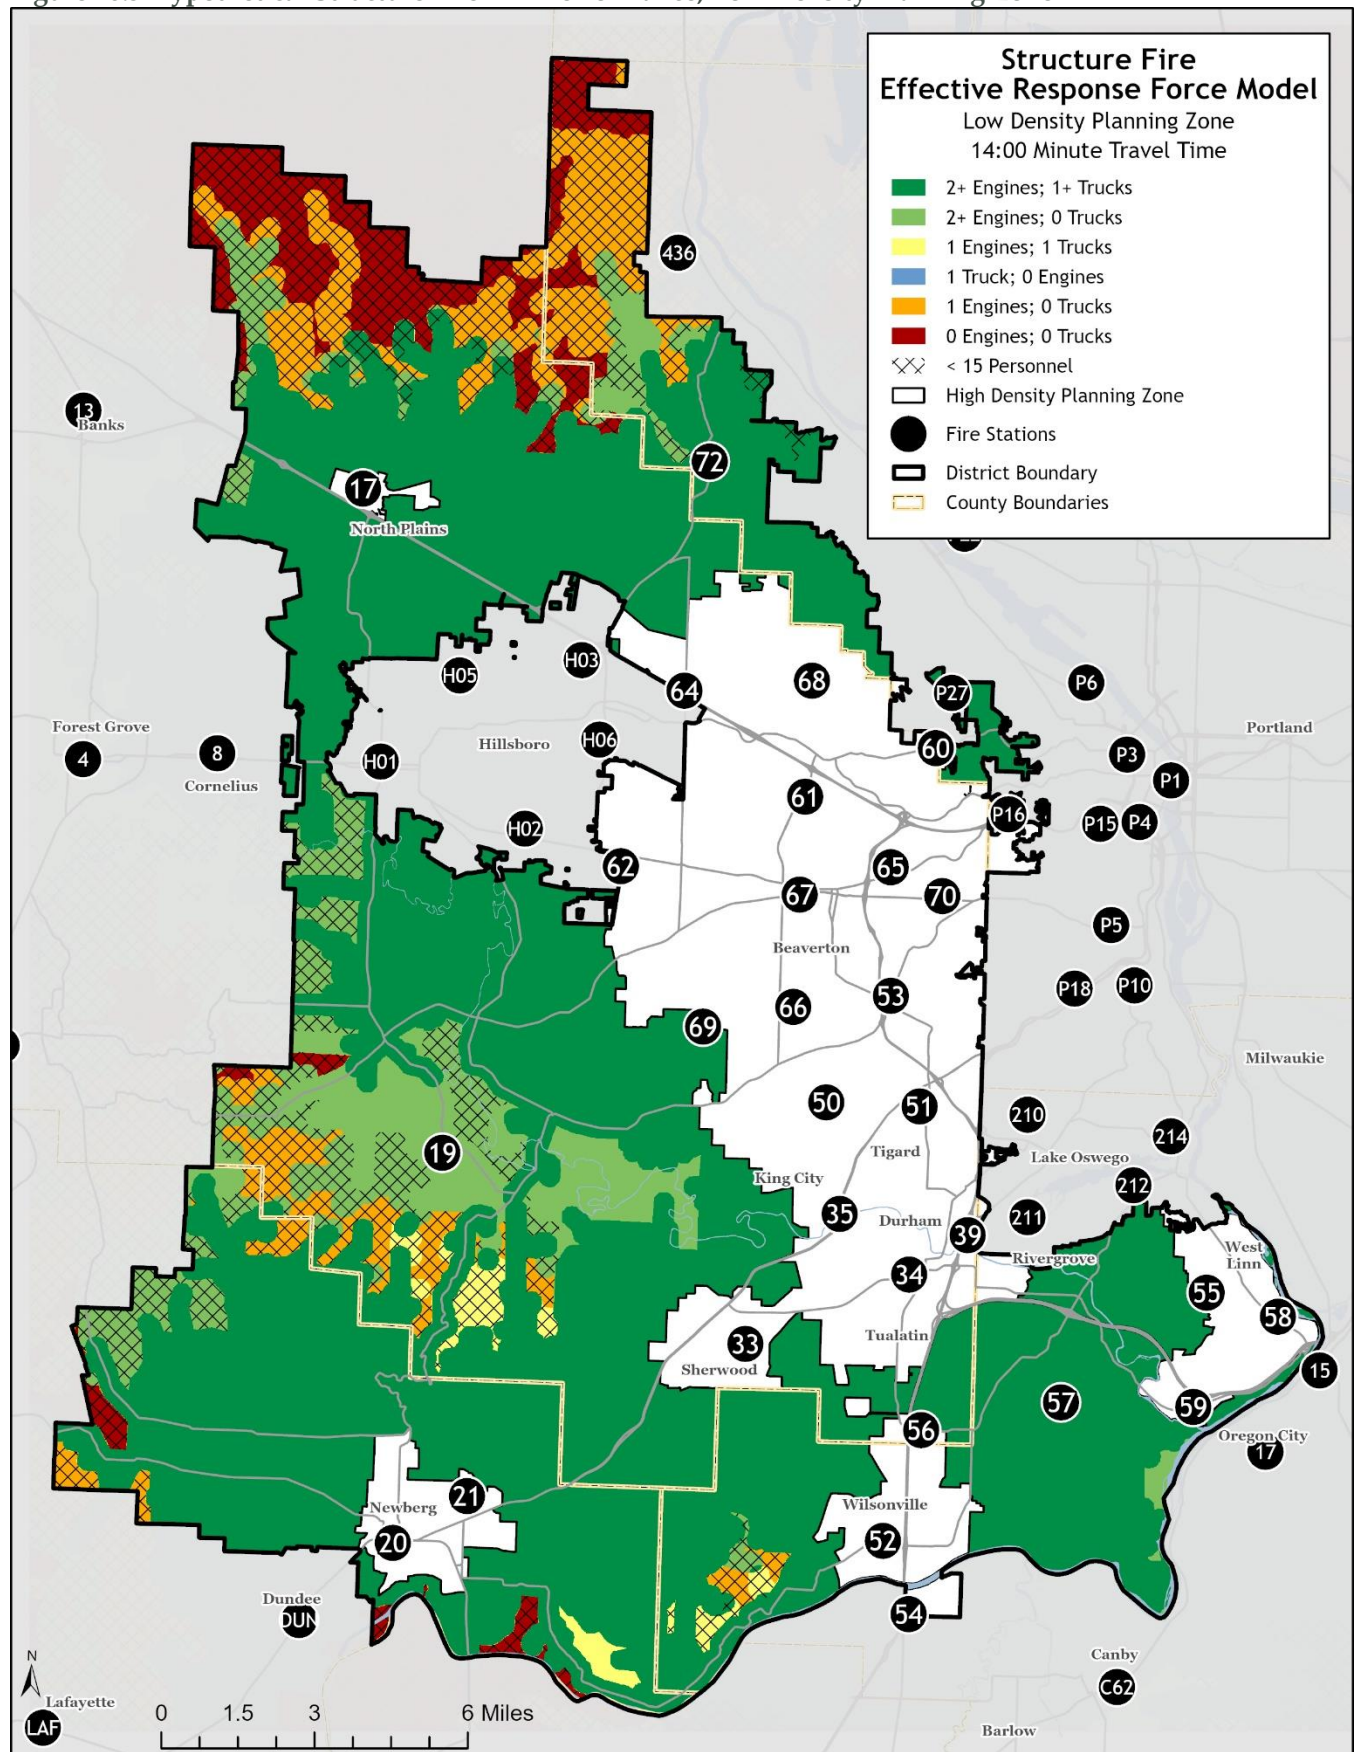 Structure Fire
Effective Response Force Model
Low Density Planning Zone
14:00 Minute Travel Time
2+ Engines; 1+ Trucks
2+ Engines; 0 Trucks
1 Engines; 1 Trucks
1 Truck; 0 Engines
1 Engines; 0 Trucks
0 Engines; 0 Trucks
< 15 Personnel
High Density Planning Zone
Fire Stations
District Boundary
County Boundaries
436
13
Banks
72
17
North Plains
H03
H05
68
P6
64
P27
Forest Grove
Portland
H06
60
Hillsboro
4
8
H01
P3
Cornelius
P1
61
P16
P15
P4
H02
62
65
67
70
P5
Beaverton
P18
P10
53
66
69
Milwaukie
50
51
210
214
19
Tigard
Lake Oswego
King City
212
35
Durham
211
39
West
Linn
Rivergrove
34
55
58
Tualatin
33
Sherwood
15
57
59
56
Oregon City
17
21
Newberg
Wilsonville
20
52
Dundee
DUN
54
N
Canby
C62
Lafayette
LAF
0 1.5 3 6 Miles
Barlow